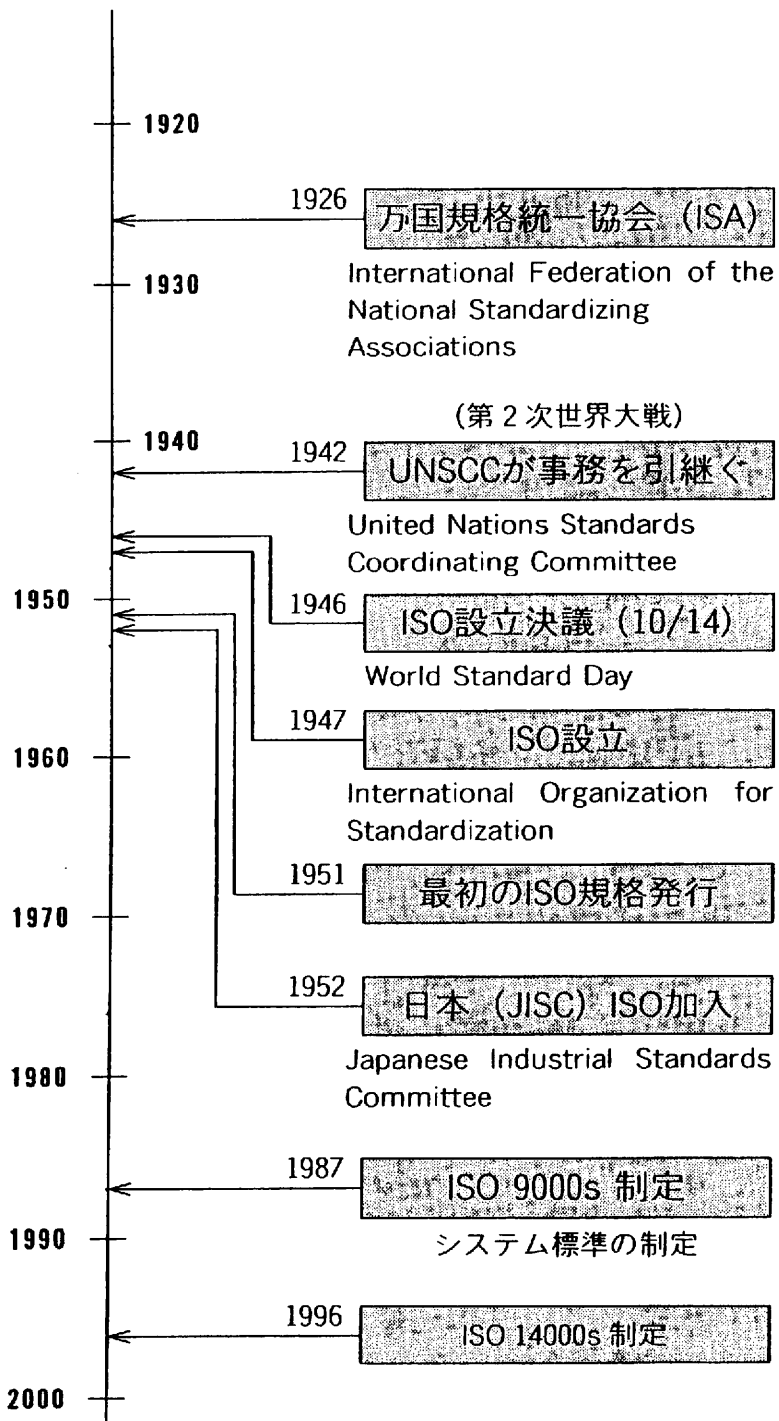 1920
1926
万国規格統一協会 (ISA)
International Federation of the
1930
National Standardizing
Associations
(第2次世界大戦)
1940
1942
UNSCCが事務を引継ぐ
United Nations Standards
Coordinating Committee
1950
1946
ISO設立決議 (10/14)
World Standard Day
1947
ISO設立
1960
International Organization for
Standardization
1951
最初のISO規格発行
1970
1952
日本 (JISC) ISO加入
Japanese Industrial Standards
1980
Committee
1987
ISO 9000s 制定
1990
システム標準の制定
1996
ISO 14000s 制定
2000